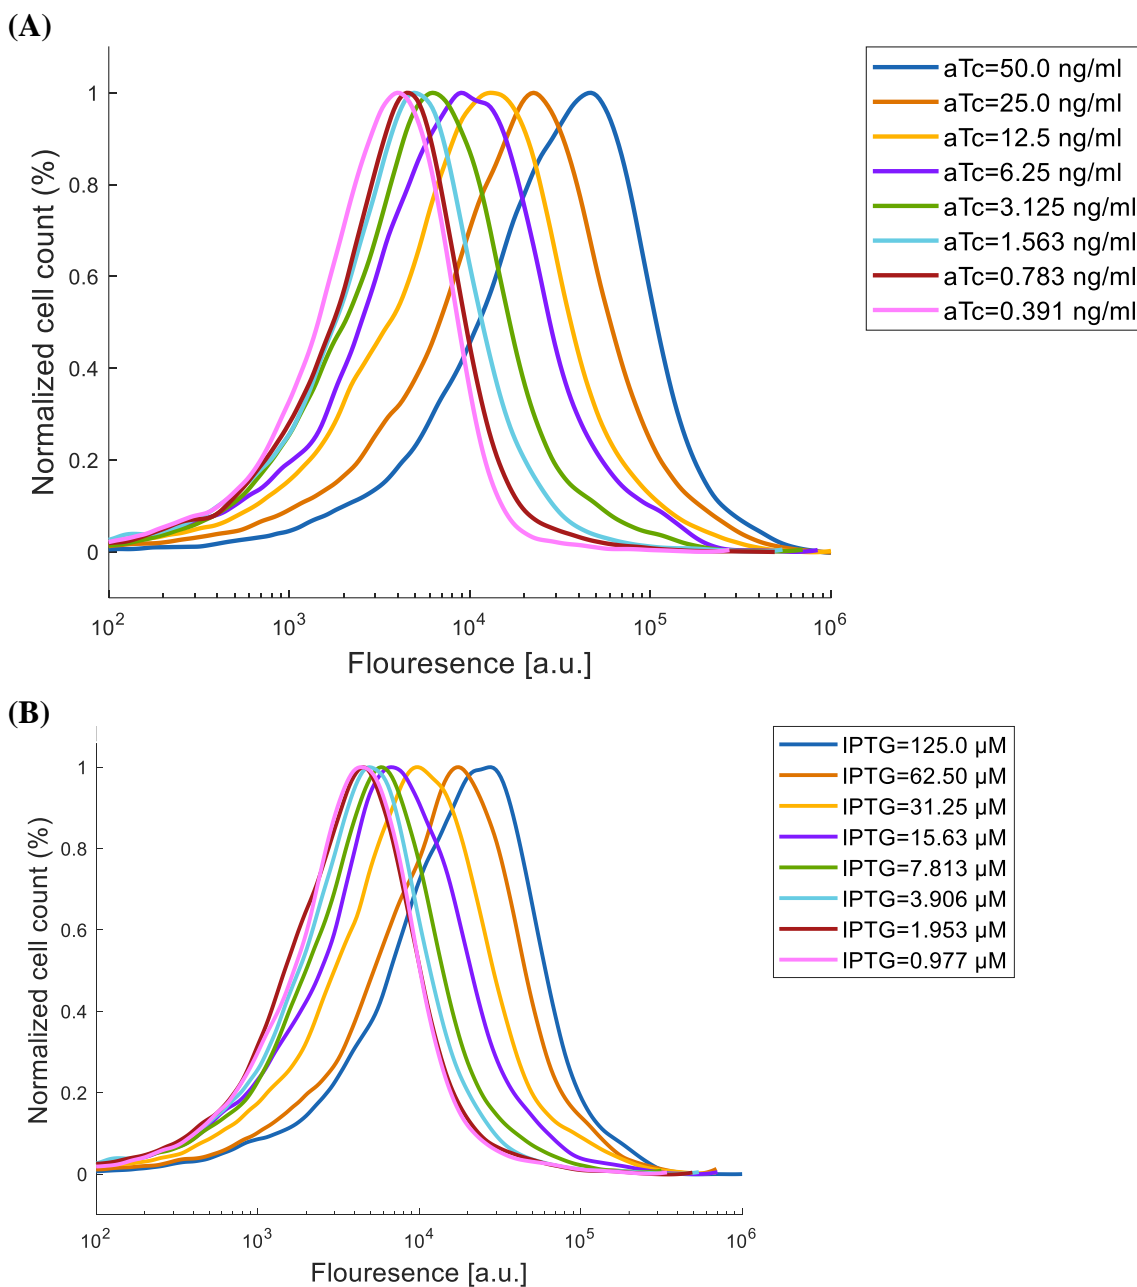 (A)
Normalized cell count (%)
1
0.8
0.6
0.4
0.2
0
10^2 10^3 10^4 10^5 10^6
Flouresence [a.u.]
aTc=50.0 ng/ml
aTc=25.0 ng/ml
aTc=12.5 ng/ml
aTc=6.25 ng/ml
aTc=3.125 ng/ml
aTc=1.563 ng/ml
aTc=0.783 ng/ml
aTc=0.391 ng/ml
(B)
Normalized cell count (%)
1
0.8
0.6
0.4
0.2
0
10^2 10^3 10^4 10^5 10^6
Flouresence [a.u.]
IPTG=125.0 µM
IPTG=62.50 µM
IPTG=31.25 µM
IPTG=15.63 µM
IPTG=7.813 µM
IPTG=3.906 µM
IPTG=1.953 µM
IPTG=0.977 µM